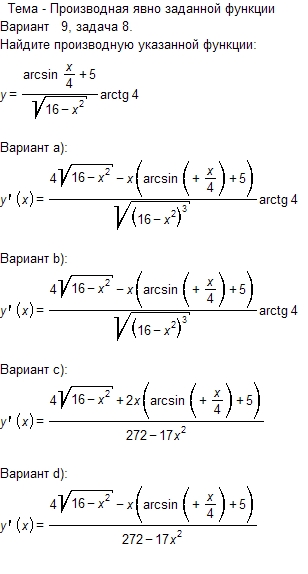 Тема - Производная явно заданной функции
Вариант 9, задача 8.
Найдите производную указанной функции:
y = (arcsin x/4 + 5) / √(16 – x²) arctg 4
Вариант a):
y′ (x) = (4√(16 – x²) – x(arcsin (+ x/4) + 5)) / √((16 – x²)³) arctg 4
Вариант b):
y′ (x) = (4√(16 – x²) – x(arcsin (+ x/4) + 5)) / √((16 – x²)³) arctg 4
Вариант c):
y′ (x) = (4√(16 – x²) + 2x(arcsin (+ x/4) + 5)) / (272 – 17x²)
Вариант d):
y′ (x) = (4√(16 – x²) – x(arcsin (+ x/4) + 5)) / (272 – 17x²)